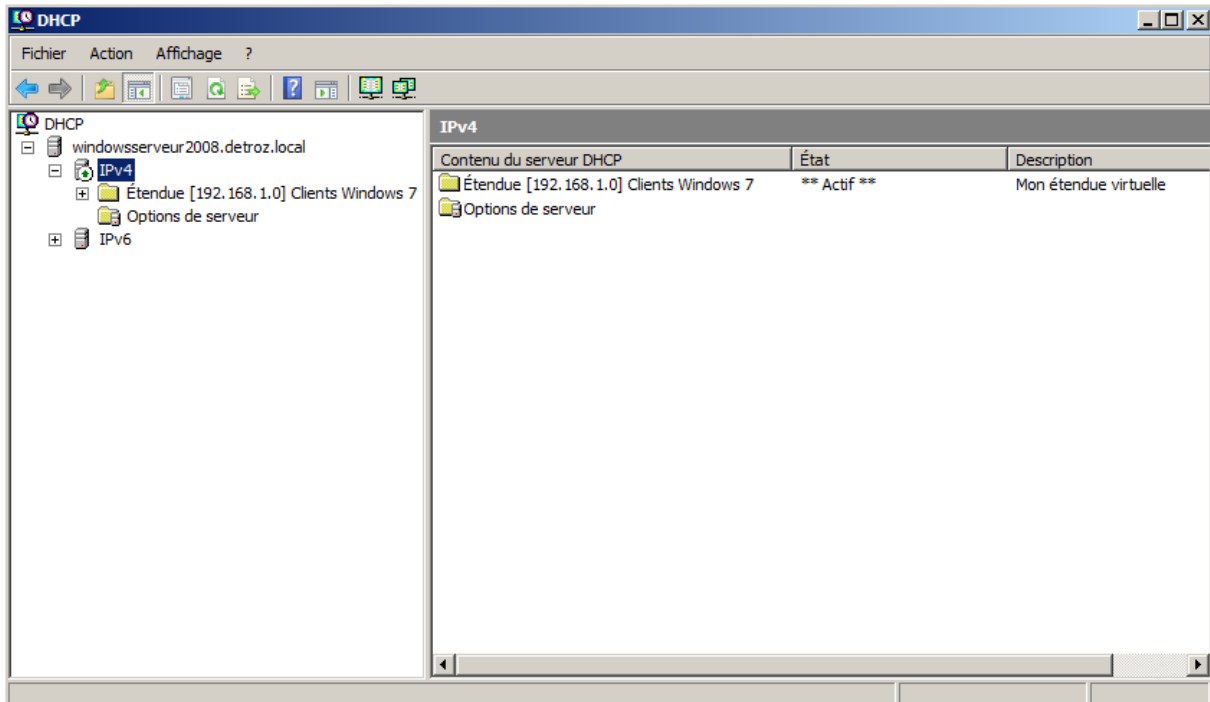 DHCP
Fichier Action Affichage ?
DHCP
windowsserveur2008.detroz.local
IPv4
Étendue [192.168.1.0] Clients Windows 7
Options de serveur
IPv6
IPv4
Contenu du serveur DHCP État Description
Étendue [192.168.1.0] Clients Windows 7 ** Actif ** Mon étendue virtuelle
Options de serveur